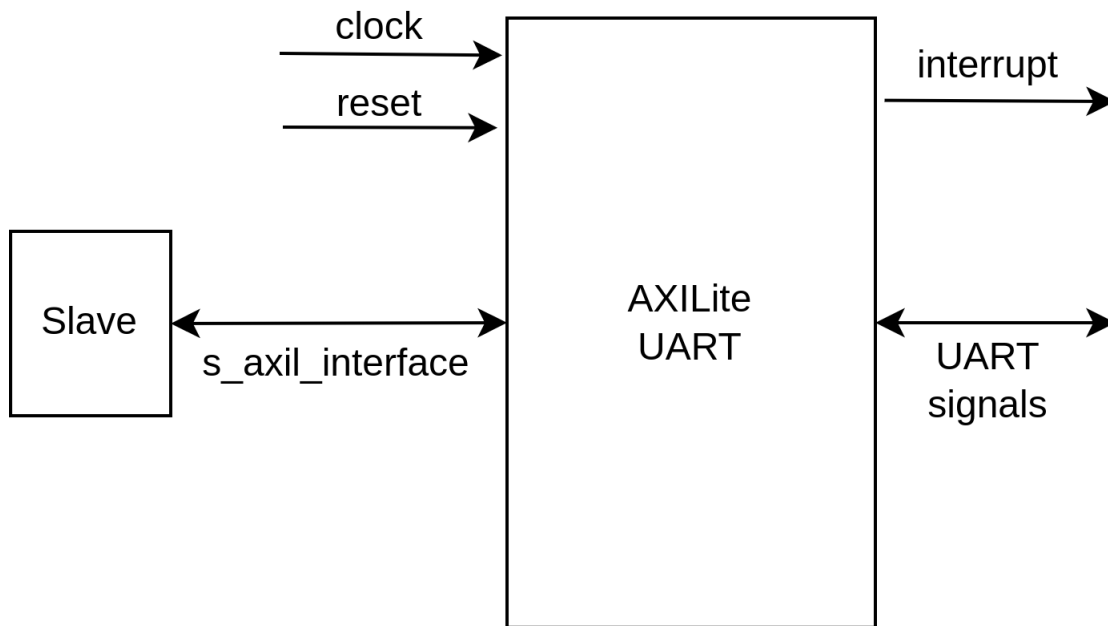 clock
interrupt
reset
AXILite
UART
Slave
s_axil_interface
UART
signals